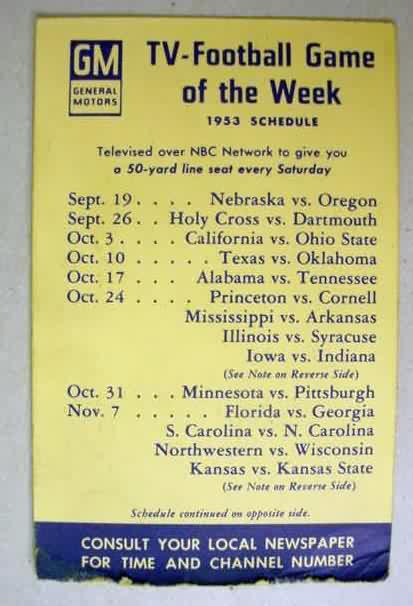 GM
GENERAL
MOTORS
TV-Football Game
of the Week
1953 SCHEDULE
Televised over NBC Network to give you
a 50-yard line seat every Saturday
Sept. 19 . . . . Nebraska vs. Oregon
Sept. 26 . . Holy Cross vs. Dartmouth
Oct. 3 . . . . California vs. Ohio State
Oct. 10 . . . . . Texas vs. Oklahoma
Oct. 17 . . . Alabama vs. Tennessee
Oct. 24 . . . . Princeton vs. Cornell
Mississippi vs. Arkansas
Illinois vs. Syracuse
Iowa vs. Indiana
(See Note on Reverse Side)
Oct. 31 . . . Minnesota vs. Pittsburgh
Nov. 7 . . . . . Florida vs. Georgia
S. Carolina vs. N. Carolina
Northwestern vs. Wisconsin
Kansas vs. Kansas State
(See Note on Reverse Side)
Schedule continued on opposite side.
CONSULT YOUR LOCAL NEWSPAPER
FOR TIME AND CHANNEL NUMBER